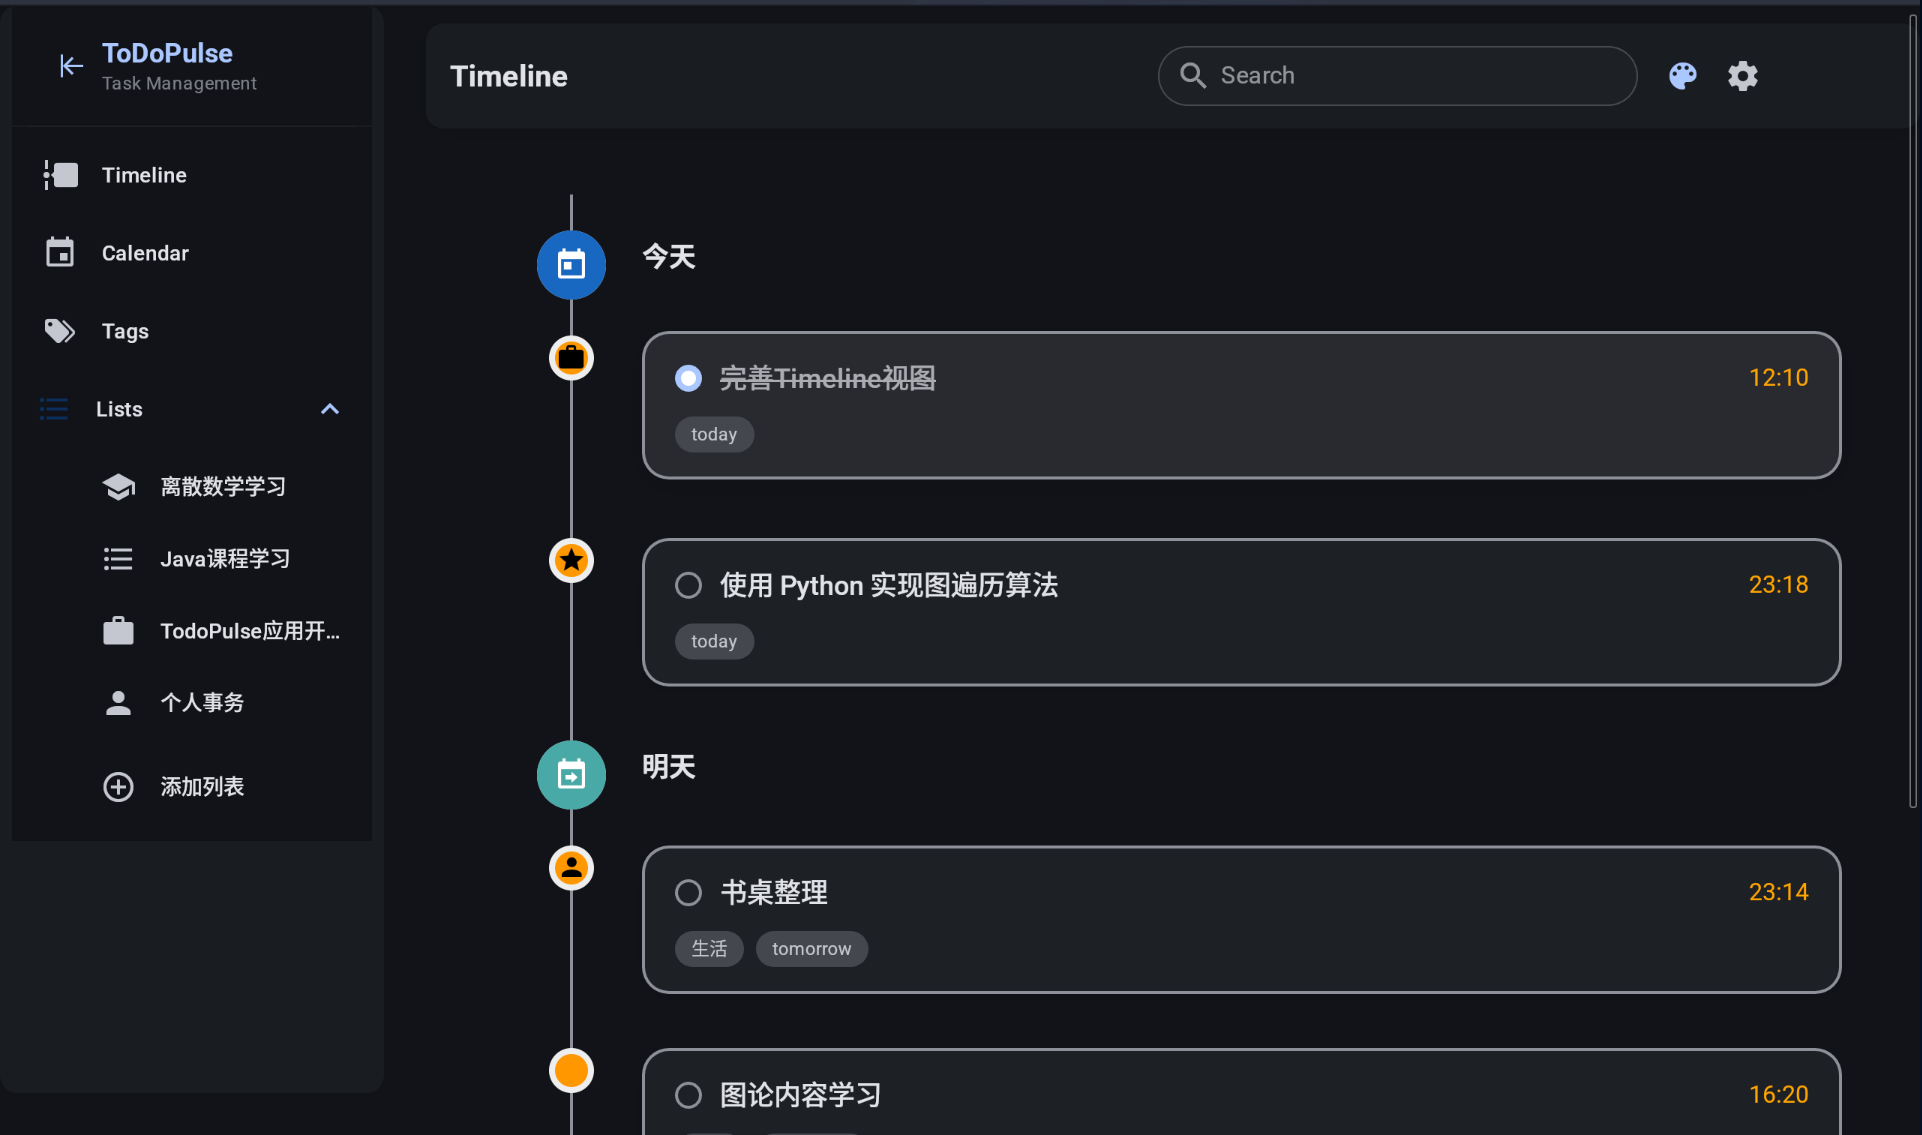 ToDoPulse
Task Management
Timeline
Calendar
Tags
Lists
离散数学学习
Java课程学习
TodoPulse应用开...
个人事务
添加列表
Timeline
Search
今天
完善Timeline视图
12:10
today
使用 Python 实现图遍历算法
23:18
today
明天
书桌整理
23:14
生活
tomorrow
图论内容学习
16:20